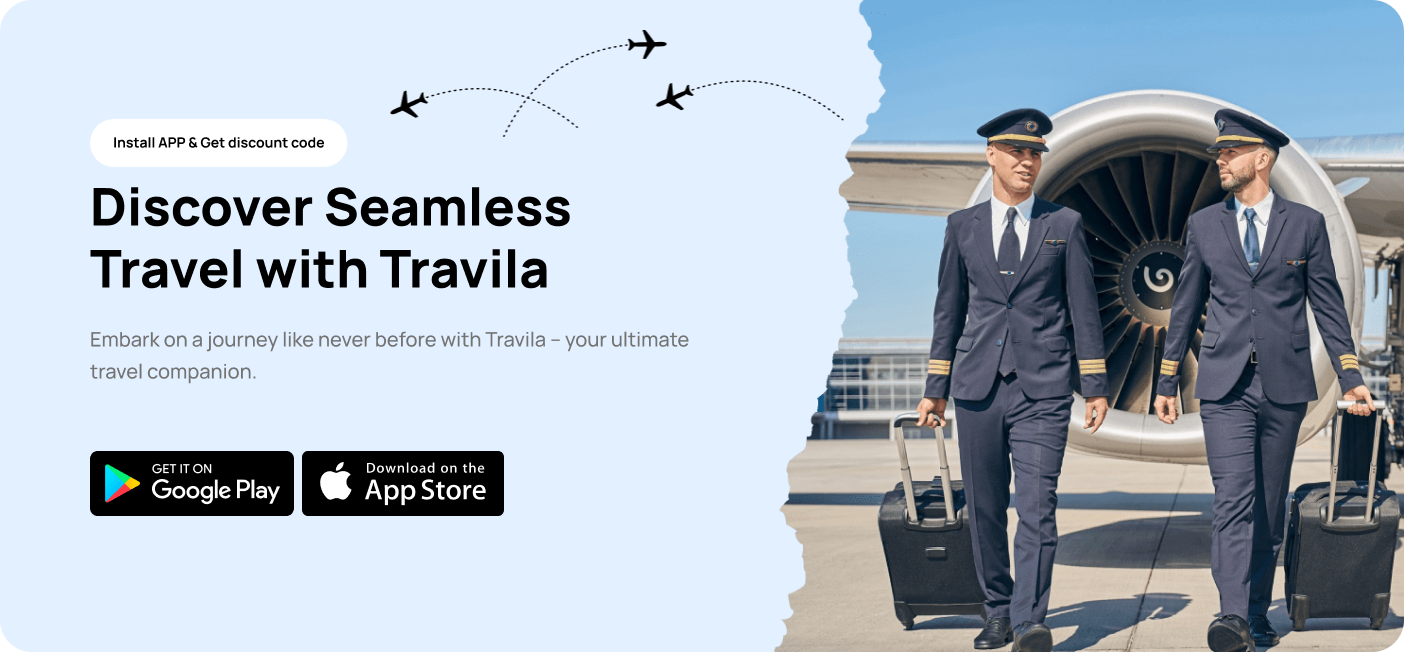 Install APP & Get discount code
Discover Seamless
Travel with Travila
Embark on a journey like never before with Travila – your ultimate
travel companion.
GET IT ON
Google Play
Download on the
App Store